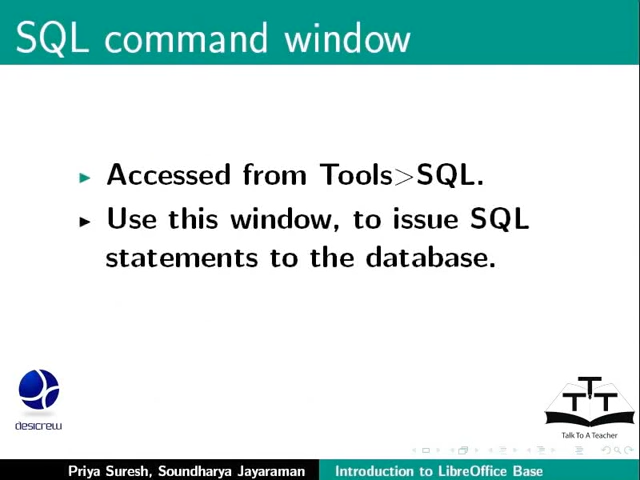 SQL command window
Accessed from Tools>SQL.
Use this window, to issue SQL
statements to the database.
desicrew
T T T
Talk To A Teacher
Priya Suresh, Soundharya Jayaraman
Introduction to LibreOffice Base